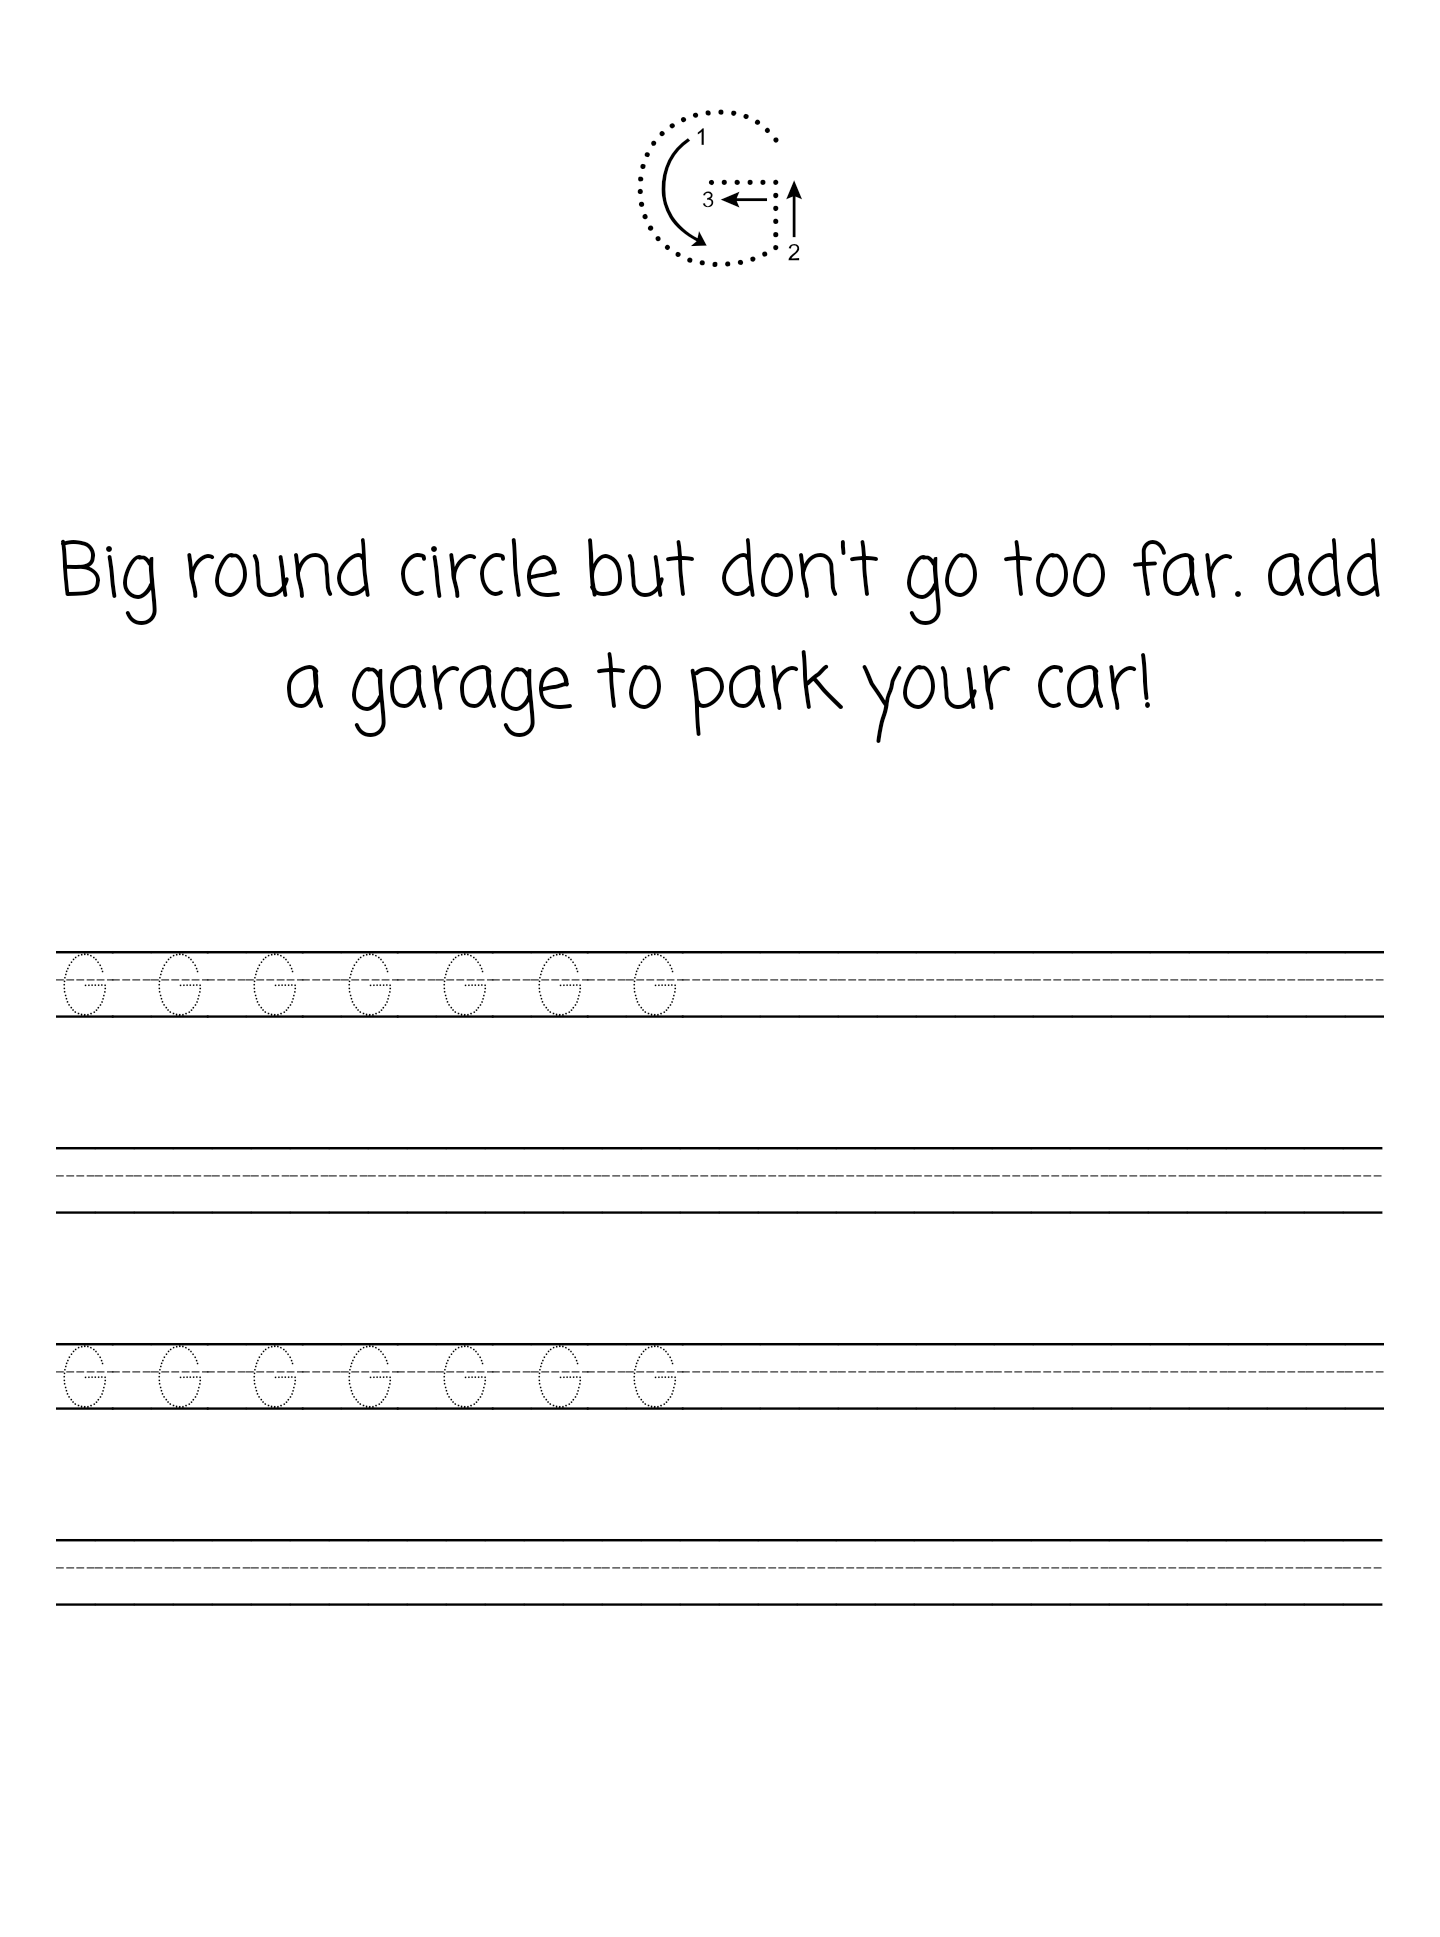 G
1
3
2
Big round circle but don't go too far. add
a garage to park your car!
G G G G G G G
G G G G G G G